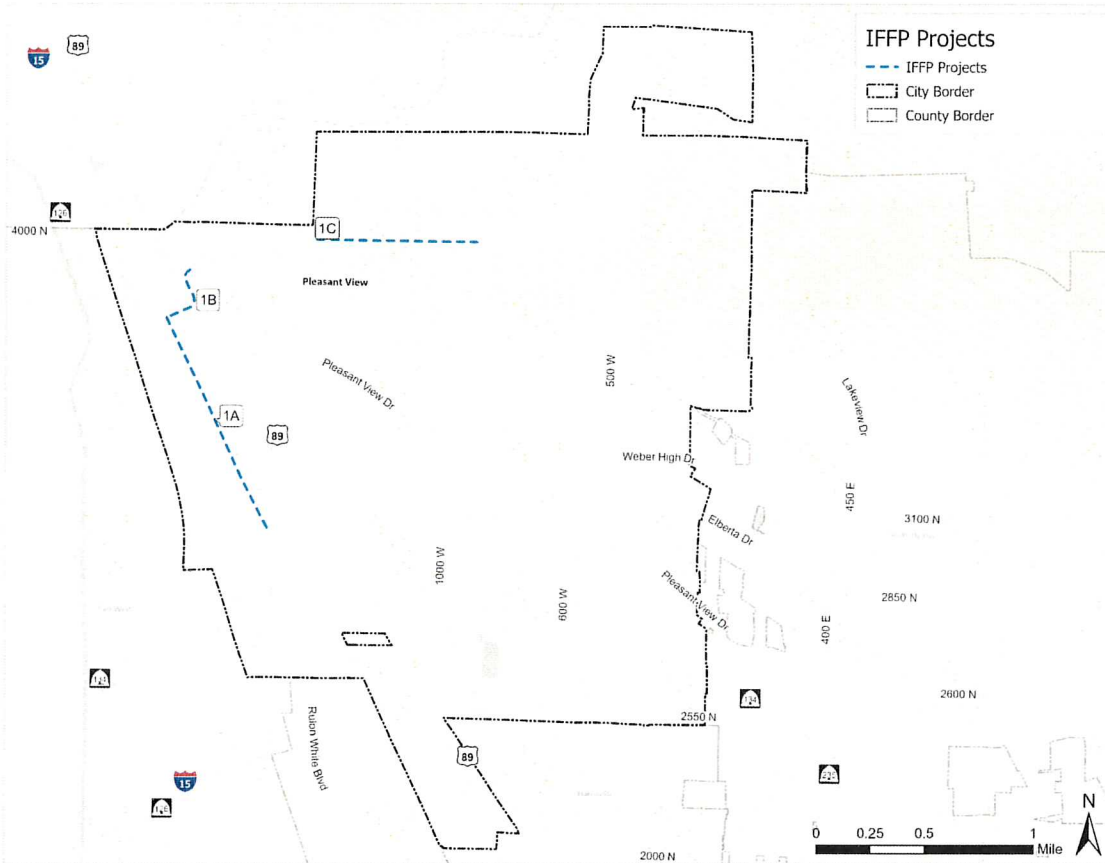 IFFP Projects
IFFP Projects
City Border
County Border
89
15
126
4000 N
1C
Pleasant View
1B
Pleasant View Dr
500 W
Lakeview Dr
1A
89
Weber High Dr
450 E
3100 N
Elberta Dr
1000 W
600 W
Pleasant View Dr
2850 N
400 E
134
2600 N
2550 N
Rulon White Blvd
89
15
126
235
N
0 0.25 0.5 1
Mile
2000 N